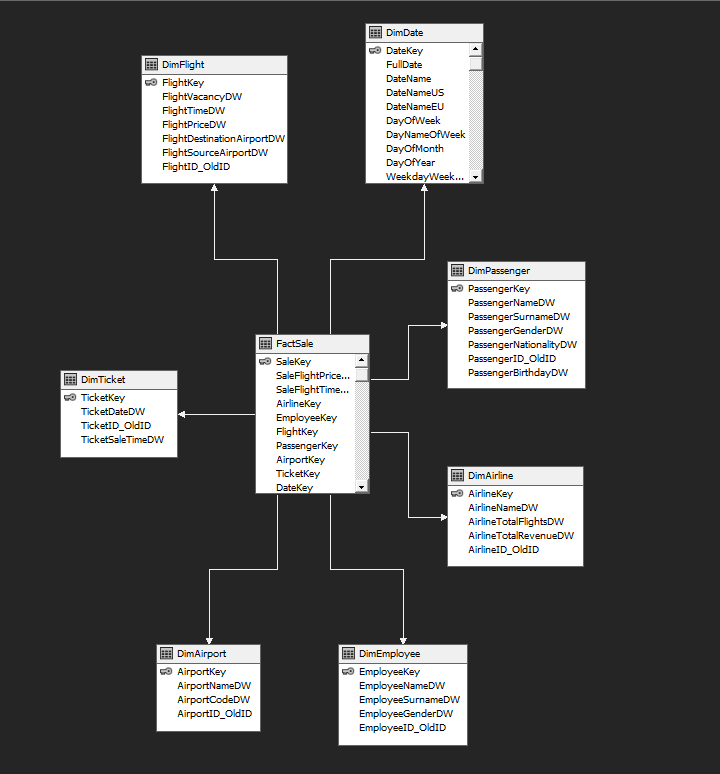 DimDate
DateKey
FullDate
DateName
DateNameUS
DateNameEU
DayOfWeek
DayNameOfWeek
DayOfMonth
DayOfYear
WeekdayWeek...
DimFlight
FlightKey
FlightVacancyDW
FlightTimeDW
FlightPriceDW
FlightDestinationAirportDW
FlightSourceAirportDW
FlightID_OldID
DimPassenger
PassengerKey
PassengerNameDW
PassengerSurnameDW
PassengerGenderDW
PassengerNationalityDW
PassengerID_OldID
PassengerBirthdayDW
FactSale
SaleKey
SaleFlightPrice...
SaleFlightTime...
AirlineKey
EmployeeKey
FlightKey
PassengerKey
AirportKey
TicketKey
DateKey
DimTicket
TicketKey
TicketDateDW
TicketID_OldID
TicketSaleTimeDW
DimAirline
AirlineKey
AirlineNameDW
AirlineTotalFlightsDW
AirlineTotalRevenueDW
AirlineID_OldID
DimAirport
AirportKey
AirportNameDW
AirportCodeDW
AirportID_OldID
DimEmployee
EmployeeKey
EmployeeNameDW
EmployeeSurnameDW
EmployeeGenderDW
EmployeeID_OldID